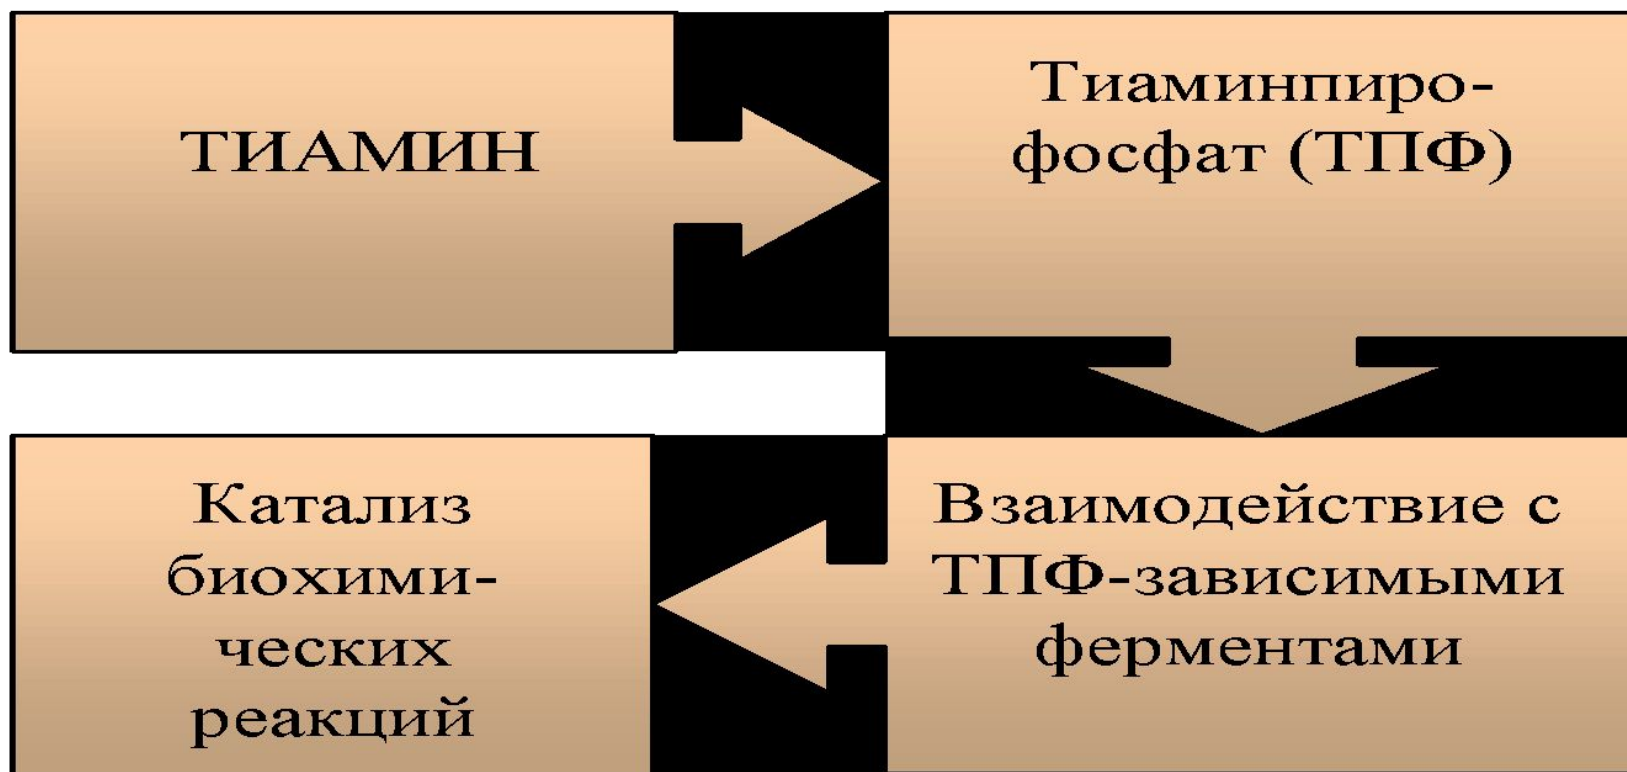 ТИАМИН
Тиаминпиро-
фосфат (ТПФ)
Взаимодействие с
ТПФ-зависимыми
ферментами
Катализ
биохими-
ческих
реакций